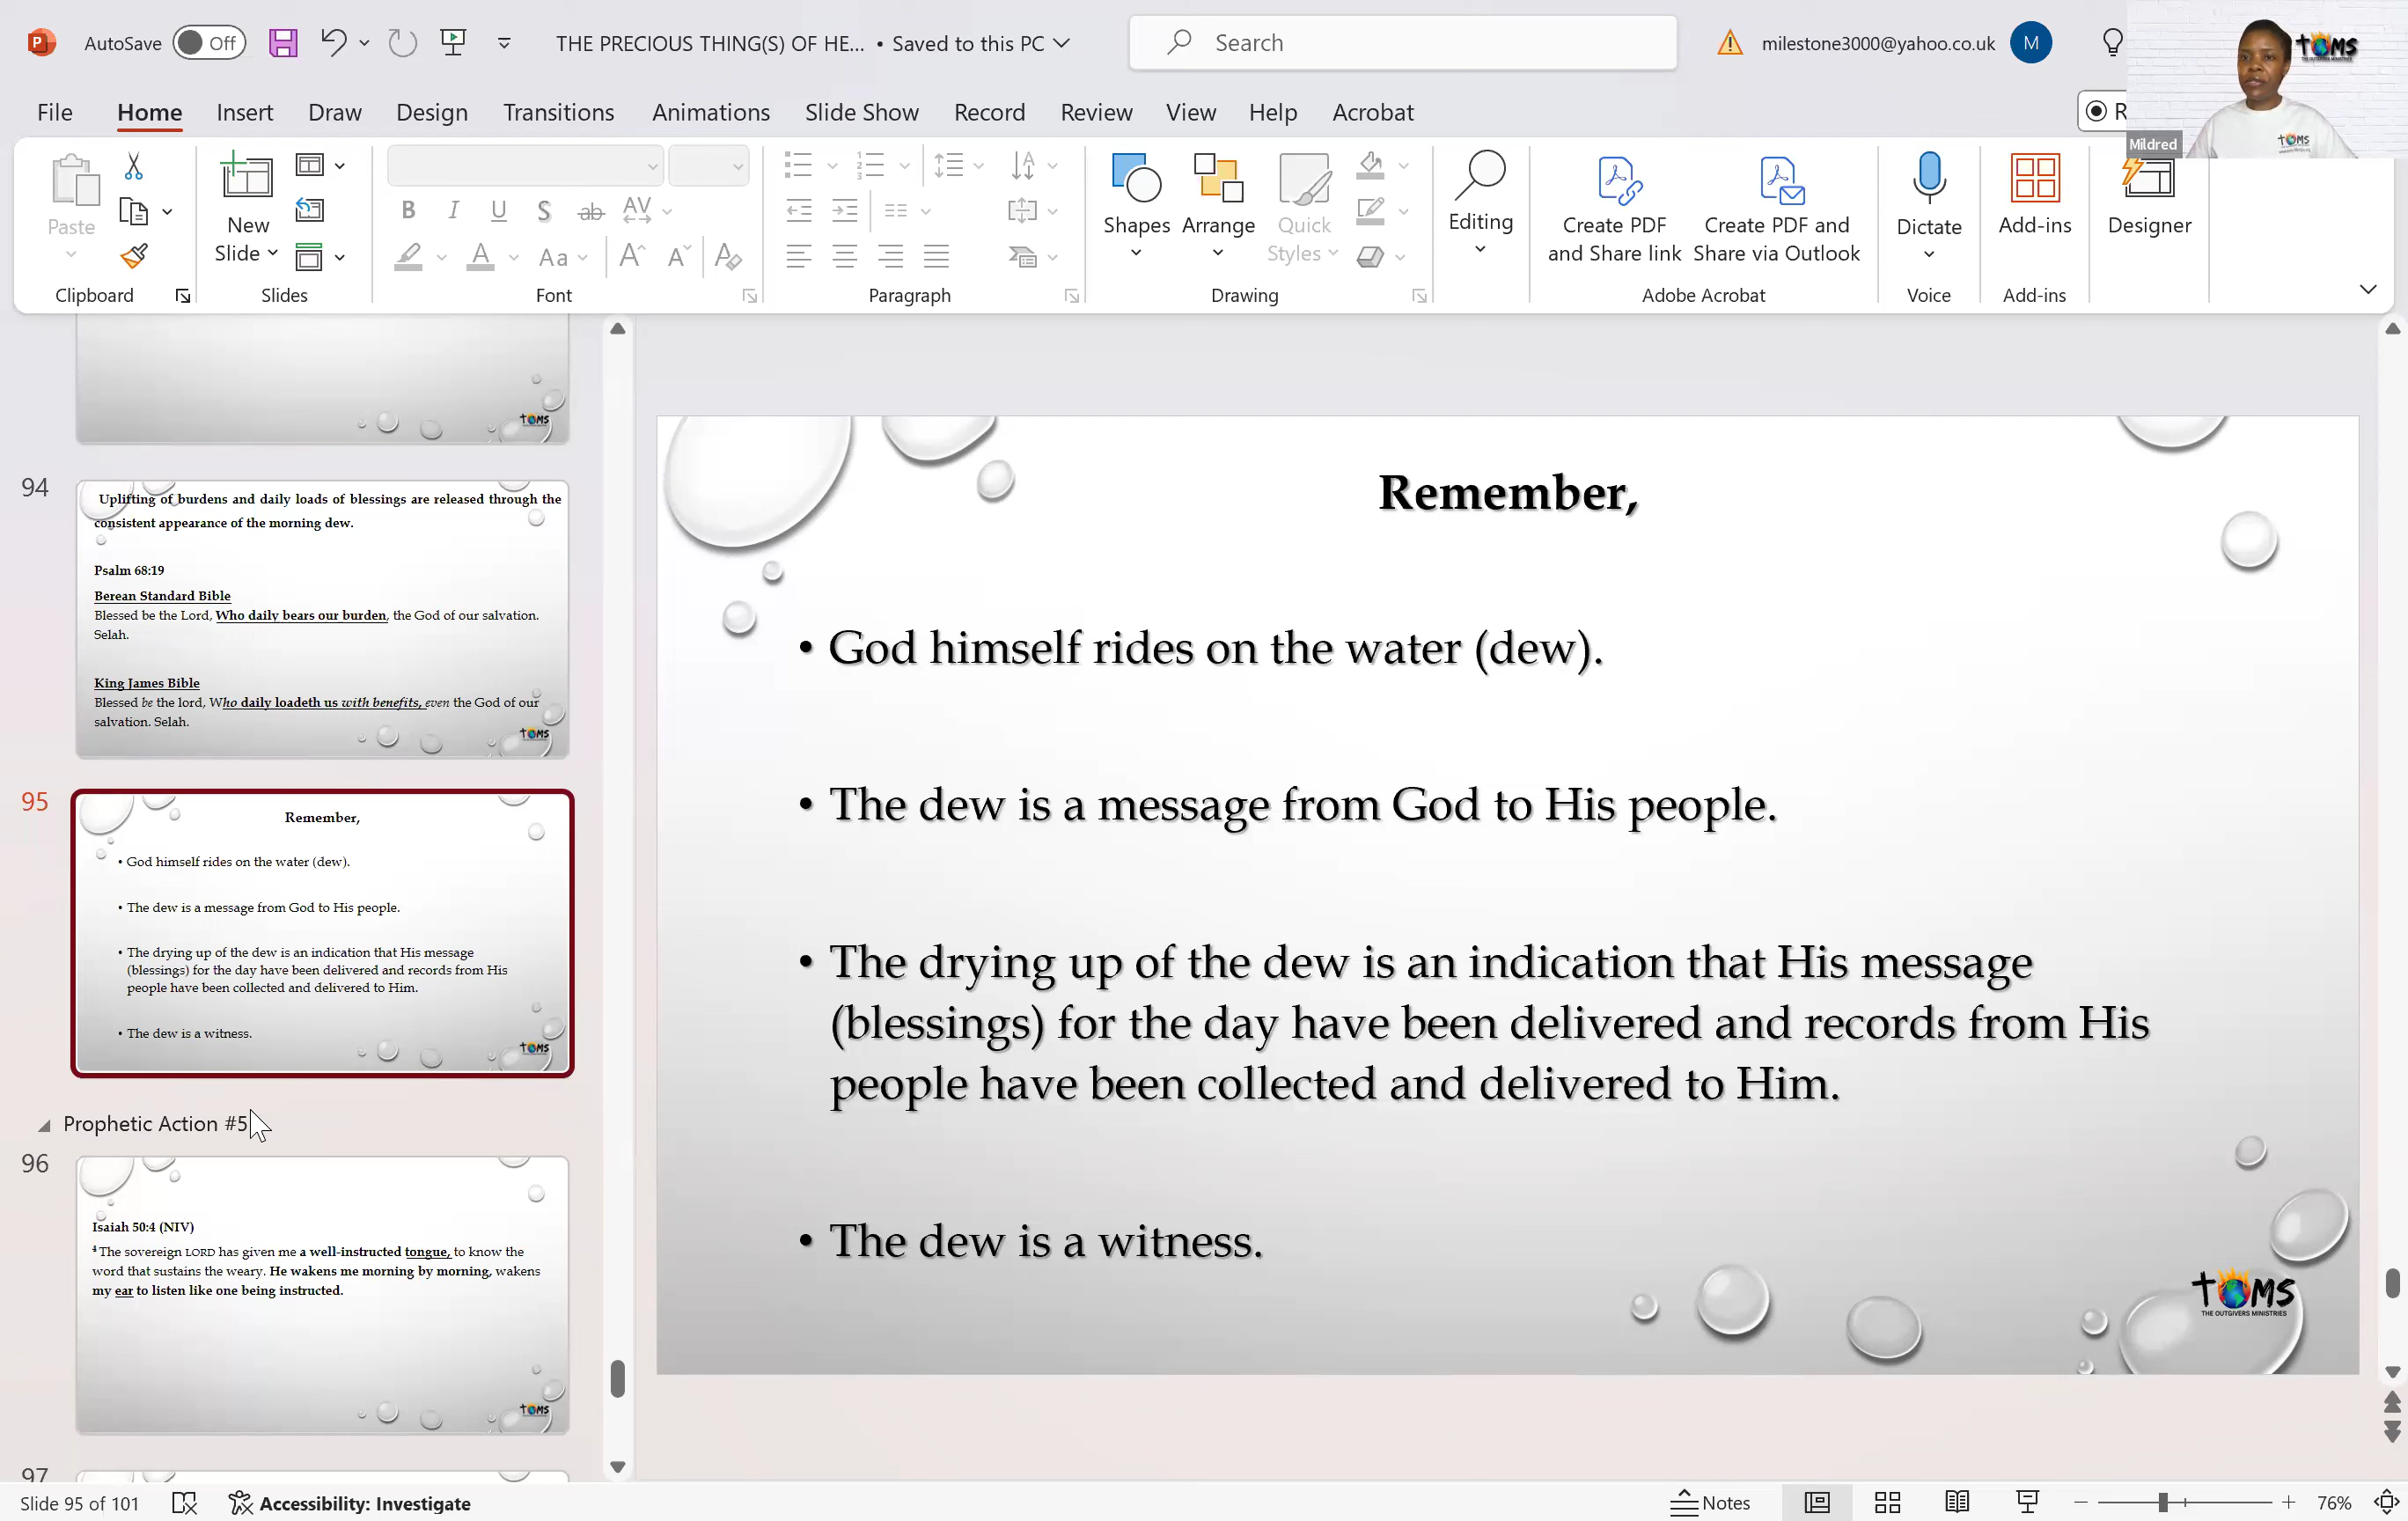 AutoSave Off THE PRECIOUS THING(S) OF HE... • Saved to this PC Search milestone3000@yahoo.co.uk M
TOMS
Mildred
TOMS
File Home Insert Draw Design Transitions Animations Slide Show Record Review View Help Acrobat R
Paste New Slide B I U S ab AV Aa A A Shapes Arrange Quick Styles Editing Create PDF and Share link Create PDF and Share via Outlook Dictate Add-ins Designer
Clipboard Slides Font Paragraph Drawing Adobe Acrobat Voice Add-ins
TOMS
94
Uplifting of burdens and daily loads of blessings are released through the
consistent appearance of the morning dew.
Psalm 68:19
Berean Standard Bible
Blessed be the Lord, Who daily bears our burden, the God of our salvation.
Selah.
King James Bible
Blessed be the lord, Who daily loadeth us with benefits, even the God of our
salvation. Selah.
TOMS
95
Remember,
• God himself rides on the water (dew).
• The dew is a message from God to His people.
• The drying up of the dew is an indication that His message
(blessings) for the day have been delivered and records from His
people have been collected and delivered to Him.
• The dew is a witness.
TOMS
Prophetic Action #5
96
Isaiah 50:4 (NIV)
4 The sovereign LORD has given me a well-instructed tongue, to know the
word that sustains the weary. He wakens me morning by morning, wakens
my ear to listen like one being instructed.
TOMS
97
Remember,
• God himself rides on the water (dew).
• The dew is a message from God to His people.
• The drying up of the dew is an indication that His message
(blessings) for the day have been delivered and records from His
people have been collected and delivered to Him.
• The dew is a witness.
TOMS
THE OUTGIVERS MINISTRIES
Slide 95 of 101 Accessibility: Investigate Notes 76%